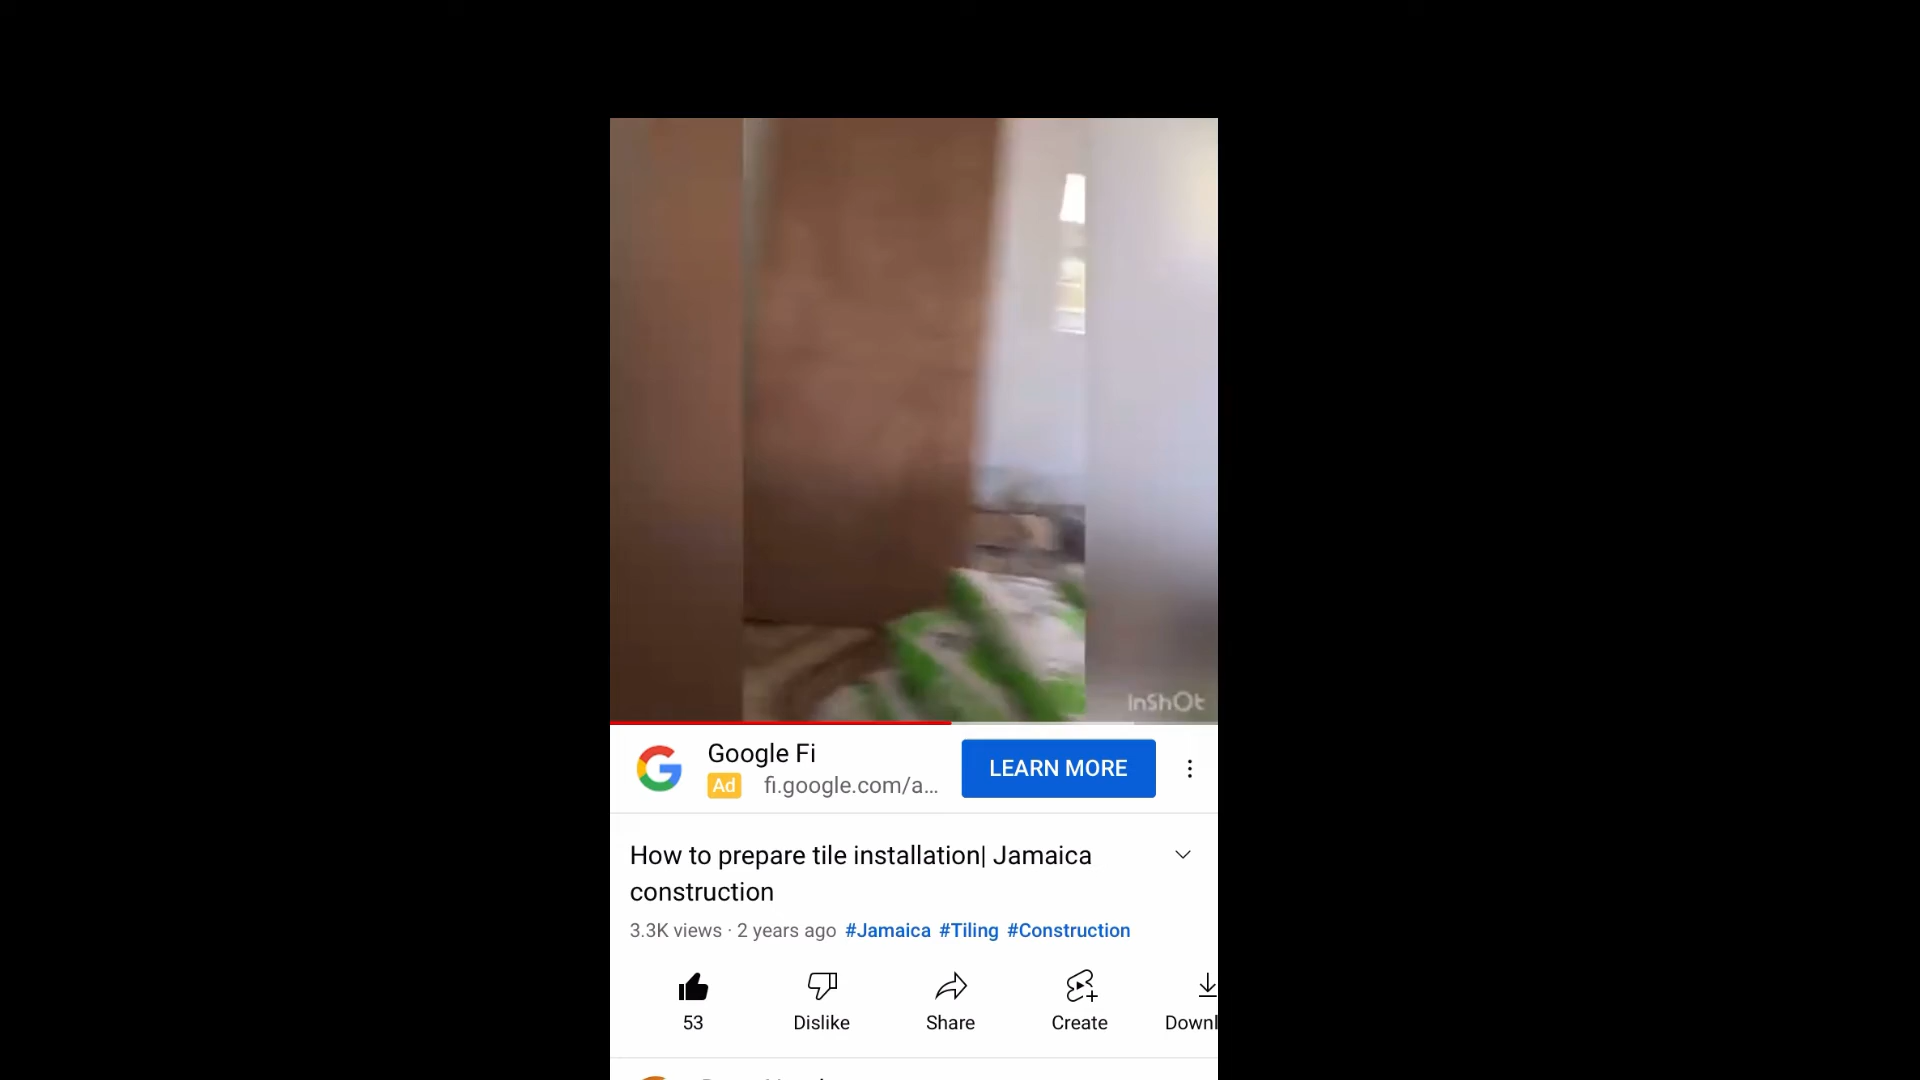 InShOt
Google Fi
LEARN MORE
Ad fi.google.com/a...
How to prepare tile installation| Jamaica
construction
3.3K views · 2 years ago #Jamaica #Tiling #Construction
53 Dislike Share Create Downl